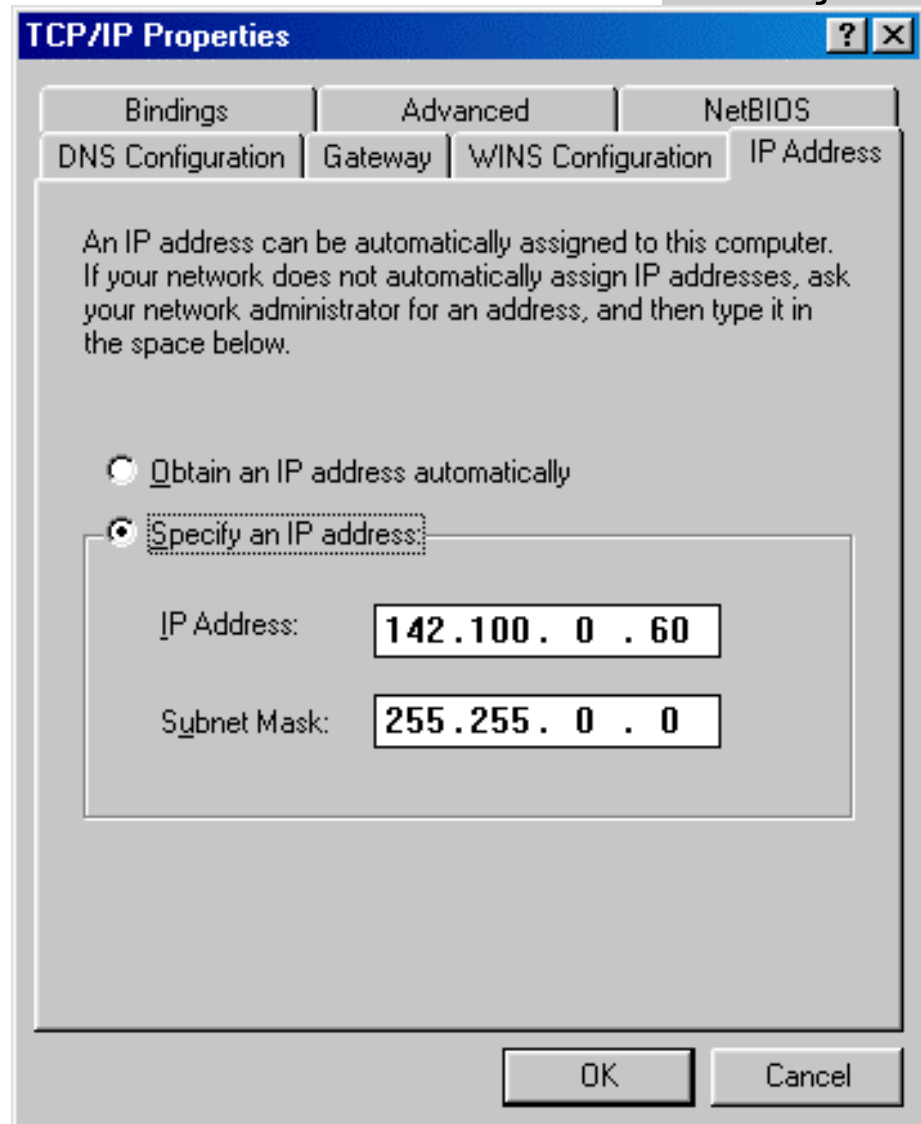 TCP/IP Properties
Bindings Advanced NetBIOS
DNS Configuration Gateway WINS Configuration IP Address
An IP address can be automatically assigned to this computer.
If your network does not automatically assign IP addresses, ask
your network administrator for an address, and then type it in
the space below.
Obtain an IP address automatically
Specify an IP address:
IP Address: 142.100. 0 .60
Subnet Mask: 255.255. 0 . 0
OK Cancel